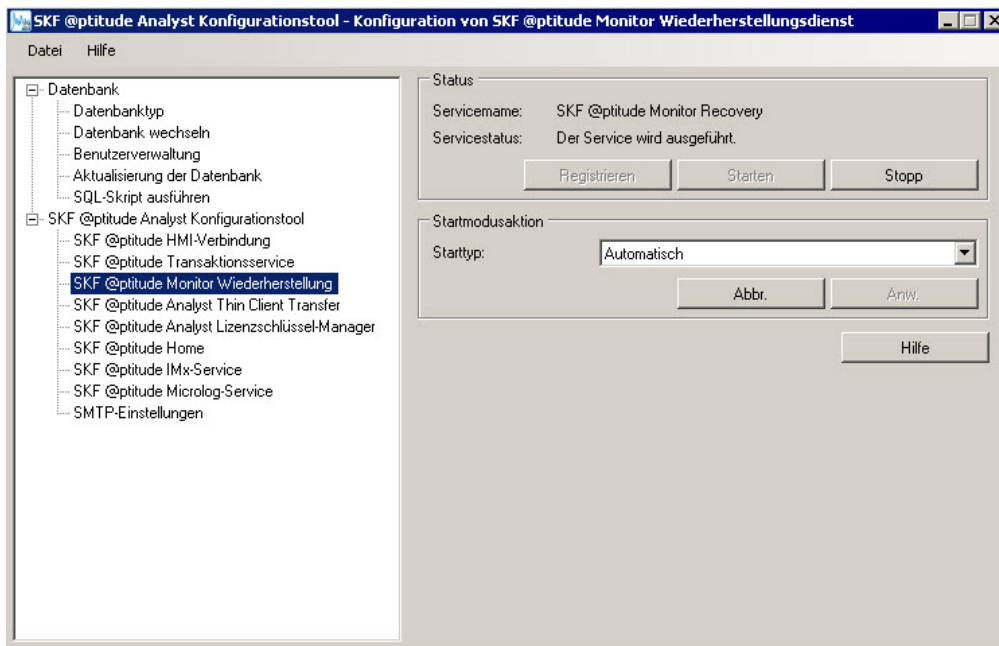 SKF @ptitude Analyst Konfigurationstool - Konfiguration von SKF @ptitude Monitor Wiederherstellungsdienst
Datei Hilfe
Datenbank
Datenbanktyp
Datenbank wechseln
Benutzerverwaltung
Aktualisierung der Datenbank
SQL-Skript ausführen
SKF @ptitude Analyst Konfigurationstool
SKF @ptitude HMI-Verbindung
SKF @ptitude Transaktionsservice
SKF @ptitude Monitor Wiederherstellung
SKF @ptitude Analyst Thin Client Transfer
SKF @ptitude Analyst Lizenzschlüssel-Manager
SKF @ptitude Home
SKF @ptitude IMx-Service
SKF @ptitude Microlog-Service
SMTP-Einstellungen
Status
Servicename: SKF @ptitude Monitor Recovery
Servicestatus: Der Service wird ausgeführt.
Registrieren Starten Stopp
Startmodusaktion
Starttyp: Automatisch
Abbr. Anw.
Hilfe